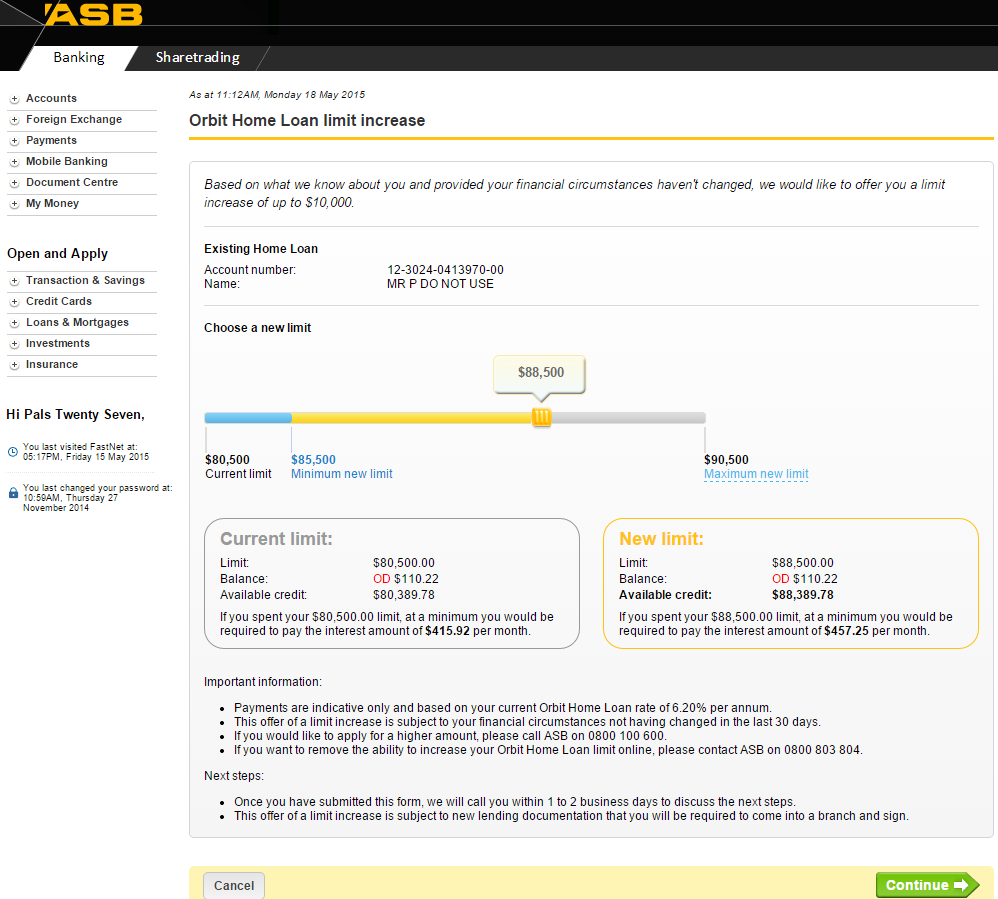 ASB
Banking
Sharetrading
Accounts
Foreign Exchange
Payments
Mobile Banking
Document Centre
My Money
Open and Apply
Transaction & Savings
Credit Cards
Loans & Mortgages
Investments
Insurance
Hi Pals Twenty Seven,
You last visited FastNet at:
05:17PM, Friday 15 May 2015
You last changed your password at:
10:59AM, Thursday 27
November 2014
As at 11:12AM, Monday 18 May 2015
Orbit Home Loan limit increase
Based on what we know about you and provided your financial circumstances haven't changed, we would like to offer you a limit
increase of up to $10,000.
Existing Home Loan
Account number: 12-3024-0413970-00
Name: MR P DO NOT USE
Choose a new limit
$88,500
$80,500
Current limit
$85,500
Minimum new limit
$90,500
Maximum new limit
Current limit:
Limit: $80,500.00
Balance: OD $110.22
Available credit: $80,389.78
If you spent your $80,500.00 limit, at a minimum you would be
required to pay the interest amount of $415.92 per month.
New limit:
Limit: $88,500.00
Balance: OD $110.22
Available credit: $88,389.78
If you spent your $88,500.00 limit, at a minimum you would be
required to pay the interest amount of $457.25 per month.
Important information:
Payments are indicative only and based on your current Orbit Home Loan rate of 6.20% per annum.
This offer of a limit increase is subject to your financial circumstances not having changed in the last 30 days.
If you would like to apply for a higher amount, please call ASB on 0800 100 600.
If you want to remove the ability to increase your Orbit Home Loan limit online, please contact ASB on 0800 803 804.
Next steps:
Once you have submitted this form, we will call you within 1 to 2 business days to discuss the next steps.
This offer of a limit increase is subject to new lending documentation that you will be required to come into a branch and sign.
Cancel
Continue